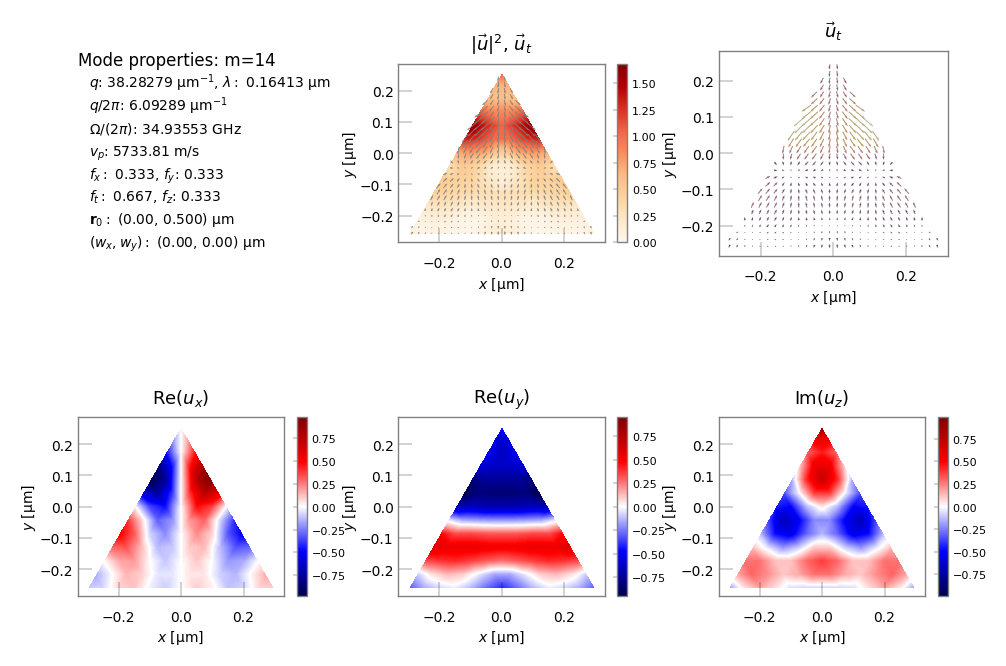 Mode properties: m=14
q: 38.28279 μm⁻¹, λ: 0.16413 μm
q/2π: 6.09289 μm⁻¹
Ω/(2π): 34.93553 GHz
v_p: 5733.81 m/s
f_x: 0.333, f_y: 0.333
f_t: 0.667, f_z: 0.333
r₀: (0.00, 0.500) μm
(w_x, w_y): (0.00, 0.00) μm
|u⃗|², u⃗_t
0.2
0.1
0.0
−0.1
−0.2
y [μm]
−0.2 0.0 0.2
x [μm]
1.50
1.25
1.00
0.75
0.50
0.25
0.00
u⃗_t
0.2
0.1
0.0
−0.1
−0.2
y [μm]
−0.2 0.0 0.2
x [μm]
Re(u_x)
0.2
0.1
0.0
−0.1
−0.2
y [μm]
−0.2 0.0 0.2
x [μm]
0.75
0.50
0.25
0.00
−0.25
−0.50
−0.75
Re(u_y)
0.2
0.1
0.0
−0.1
−0.2
y [μm]
−0.2 0.0 0.2
x [μm]
0.75
0.50
0.25
0.00
−0.25
−0.50
−0.75
Im(u_z)
0.2
0.1
0.0
−0.1
−0.2
y [μm]
−0.2 0.0 0.2
x [μm]
0.75
0.50
0.25
0.00
−0.25
−0.50
−0.75